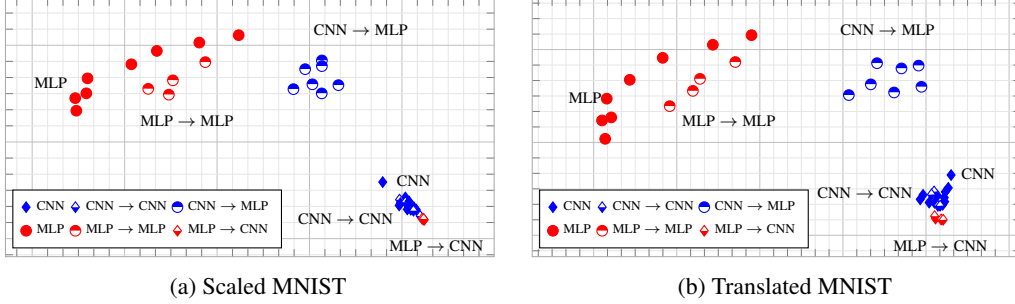 CNN → MLP
MLP
MLP → MLP
CNN
CNN → CNN
MLP → CNN
CNN CNN → CNN CNN → MLP
MLP MLP → MLP MLP → CNN
(a) Scaled MNIST
CNN → MLP
MLP
MLP → MLP
CNN
CNN → CNN
MLP → CNN
CNN CNN → CNN CNN → MLP
MLP MLP → MLP MLP → CNN
(b) Translated MNIST